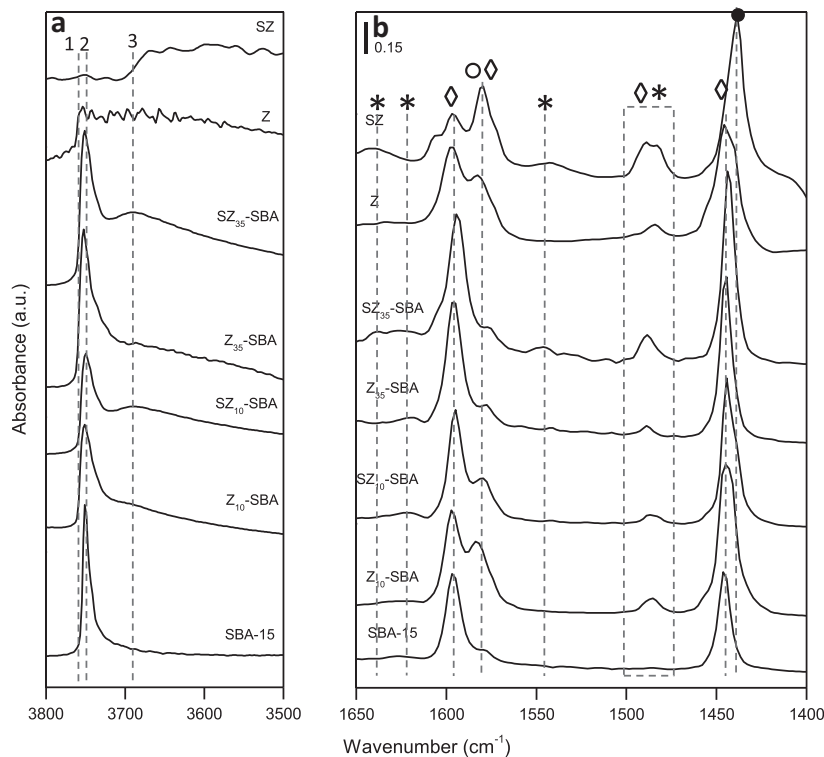 a
1 2 3
SZ
Z
SZ35-SBA
Z35-SBA
SZ10-SBA
Z10-SBA
SBA-15
3800 3700 3600 3500
b
0.15
* * * *
SZ
Z
SZ35-SBA
Z35-SBA
SZ10-SBA
Z10-SBA
SBA-15
1650 1600 1550 1500 1450 1400
Absorbance (a.u.)
Wavenumber (cm-1)